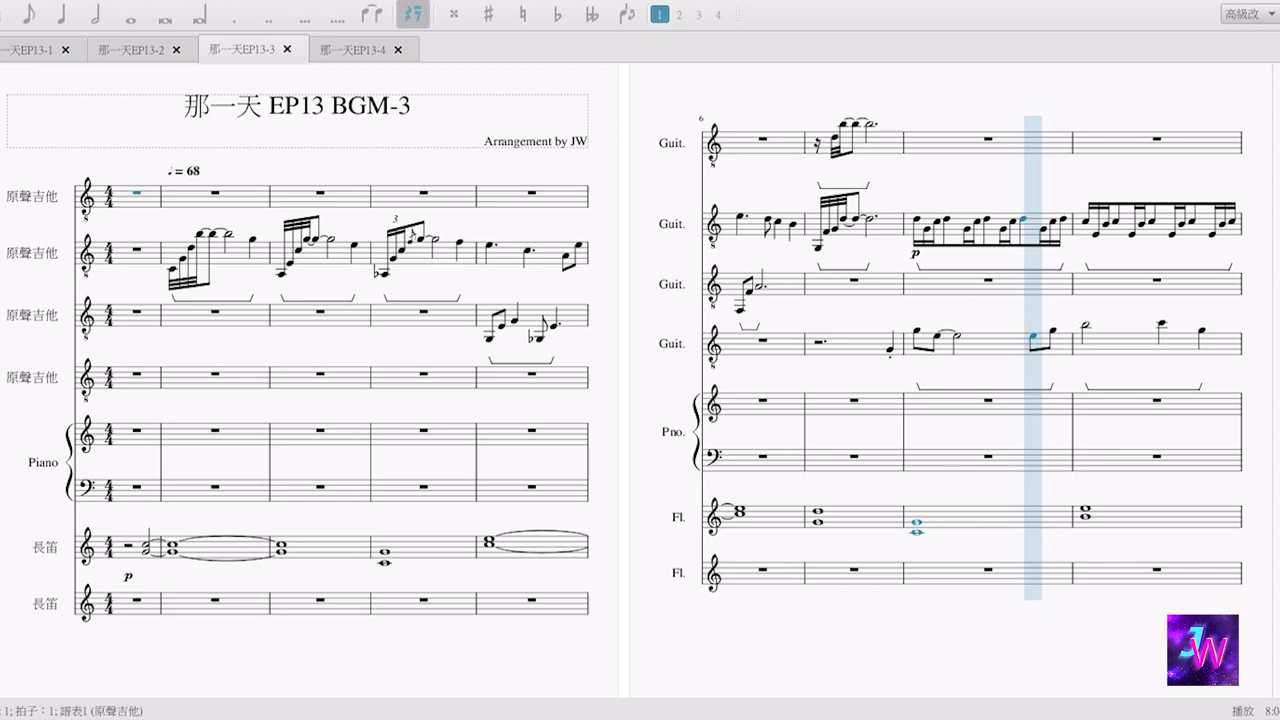 1 2 3 4
高級改
一天EP13-1 ×
那一天EP13-2 ×
那一天EP13-3 ×
那一天EP13-4 ×
那一天 EP13 BGM-3
Arrangement by JW
♩ = 68
原聲吉他
原聲吉他
3
原聲吉他
原聲吉他
Piano
長笛
p
長笛
6
Guit.
Guit.
p
Guit.
Guit.
Pno.
Fl.
Fl.
JW
: 1; 拍子：1; 譜表1 (原聲吉他)
播放 8:0